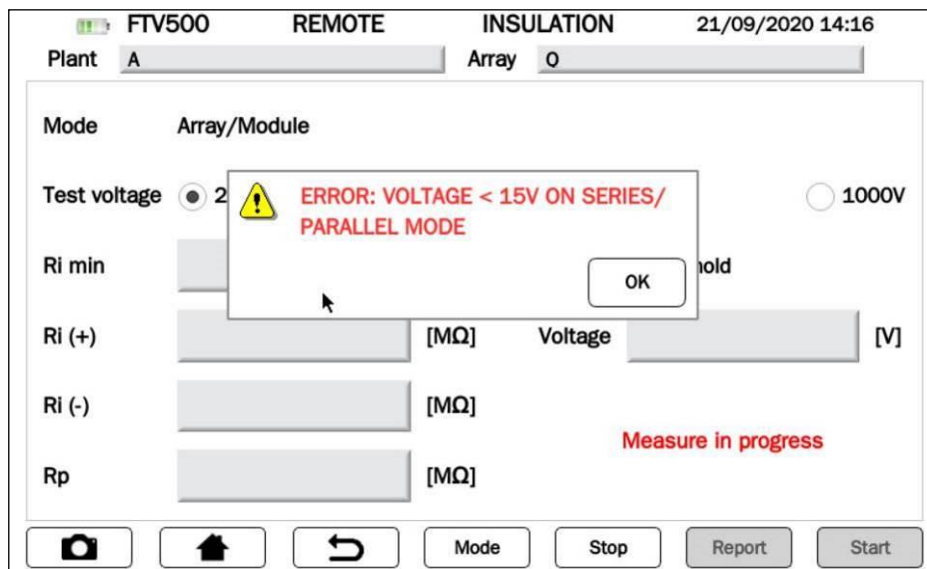 FTV500 REMOTE INSULATION 21/09/2020 14:16
Plant A Array Q
Mode Array/Module
Test voltage 2 1000V
ERROR: VOLTAGE < 15V ON SERIES/
PARALLEL MODE
Ri min
OK
Ri (+) [MΩ] Voltage [V]
Ri (-) [MΩ]
Measure in progress
Rp [MΩ]
Mode Stop Report Start